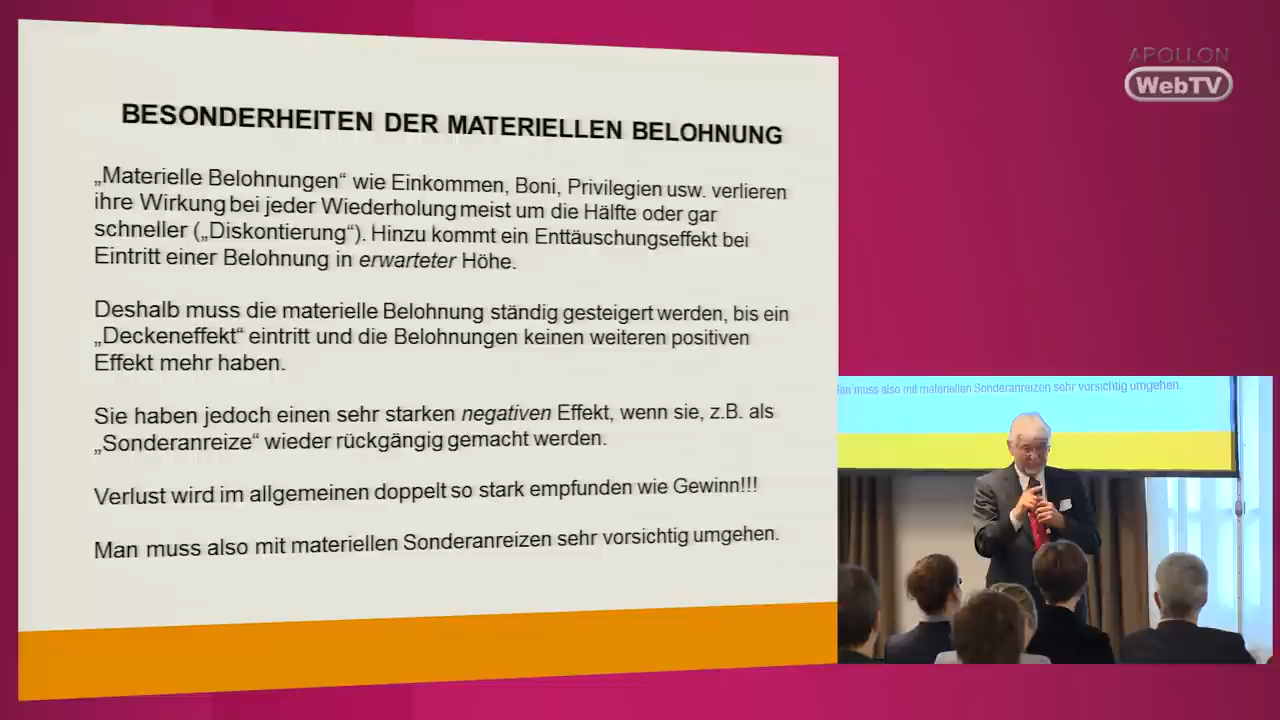 APOLLON
WebTV
BESONDERHEITEN DER MATERIELLEN BELOHNUNG
„Materielle Belohnungen“ wie Einkommen, Boni, Privilegien usw. verlieren
ihre Wirkung bei jeder Wiederholung meist um die Hälfte oder gar
schneller („Diskontierung“). Hinzu kommt ein Enttäuschungseffekt bei
Eintritt einer Belohnung in erwarteter Höhe.
Deshalb muss die materielle Belohnung ständig gesteigert werden, bis ein
„Deckeneffekt“ eintritt und die Belohnungen keinen weiteren positiven
Effekt mehr haben.
Sie haben jedoch einen sehr starken negativen Effekt, wenn sie, z.B. als
„Sonderanreize“ wieder rückgängig gemacht werden.
Verlust wird im allgemeinen doppelt so stark empfunden wie Gewinn!!!
Man muss also mit materiellen Sonderanreizen sehr vorsichtig umgehen.
Man muss also mit materiellen Sonderanreizen sehr vorsichtig umgehen.